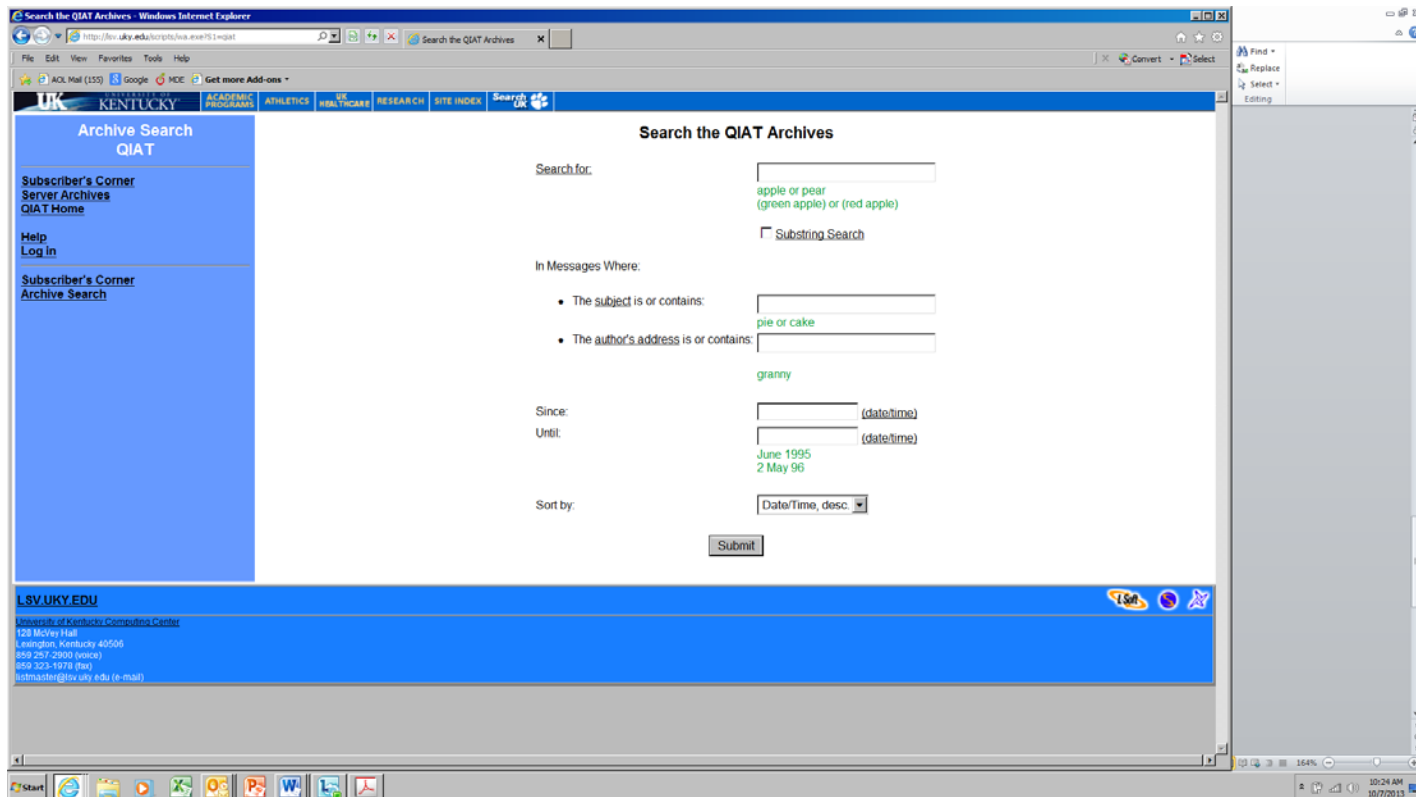 Search the QIAT Archives - Windows Internet Explorer
http://lsv.uky.edu/scripts/wa.exe?S1=qiat
Search the QIAT Archives
File Edit View Favorites Tools Help
Convert Select
AOL Mail (155) Google MDE Get more Add-ons
UK UNIVERSITY OF KENTUCKY ACADEMIC PROGRAMS ATHLETICS UK HEALTHCARE RESEARCH SITE INDEX Search UK
Archive Search
QIAT
Subscriber's Corner
Server Archives
QIAT Home
Help
Log in
Subscriber's Corner
Archive Search
Search the QIAT Archives
Search for:
apple or pear
(green apple) or (red apple)
Substring Search
In Messages Where:
• The subject is or contains:
pie or cake
• The author's address is or contains:
granny
Since: (date/time)
Until: (date/time)
June 1995
2 May 96
Sort by: Date/Time, desc.
Submit
LSV.UKY.EDU
L Soft
University of Kentucky Computing Center
128 McVey Hall
Lexington, Kentucky 40506
859 257-2900 (voice)
859 323-1978 (fax)
listmaster@lsv.uky.edu (e-mail)
Find
Replace
Select
Editing
164%
Start
10:24 AM
10/7/2013